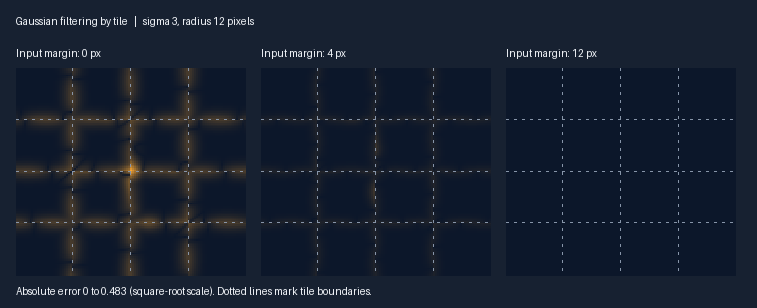 Gaussian filtering by tile | sigma 3, radius 12 pixels
Input margin: 0 px
Input margin: 4 px
Input margin: 12 px
Absolute error 0 to 0.483 (square-root scale). Dotted lines mark tile boundaries.